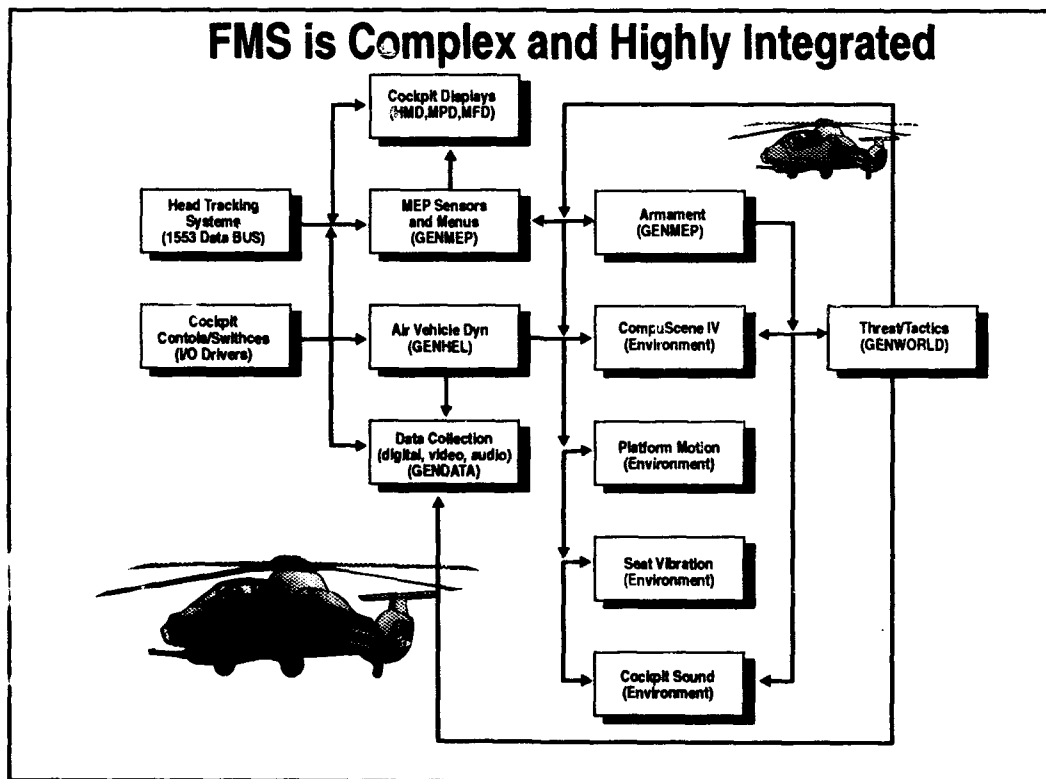 FMS is Complex and Highly Integrated
Cockpit Displays
(HMD,MPD,MFD)
Head Tracking
Systems
(1553 Data BUS)
MEP Sensors
and Menus
(GENMEP)
Armament
(GENMEP)
Cockpit
Contols/Swithces
(I/O Drivers)
Air Vehicle Dyn
(GENHEL)
CompuScene IV
(Environment)
Threat/Tactics
(GENWORLD)
Data Collection
(digital, video, audio)
(GENDATA)
Platform Motion
(Environment)
Seat Vibration
(Environment)
Cockpit Sound
(Environment)